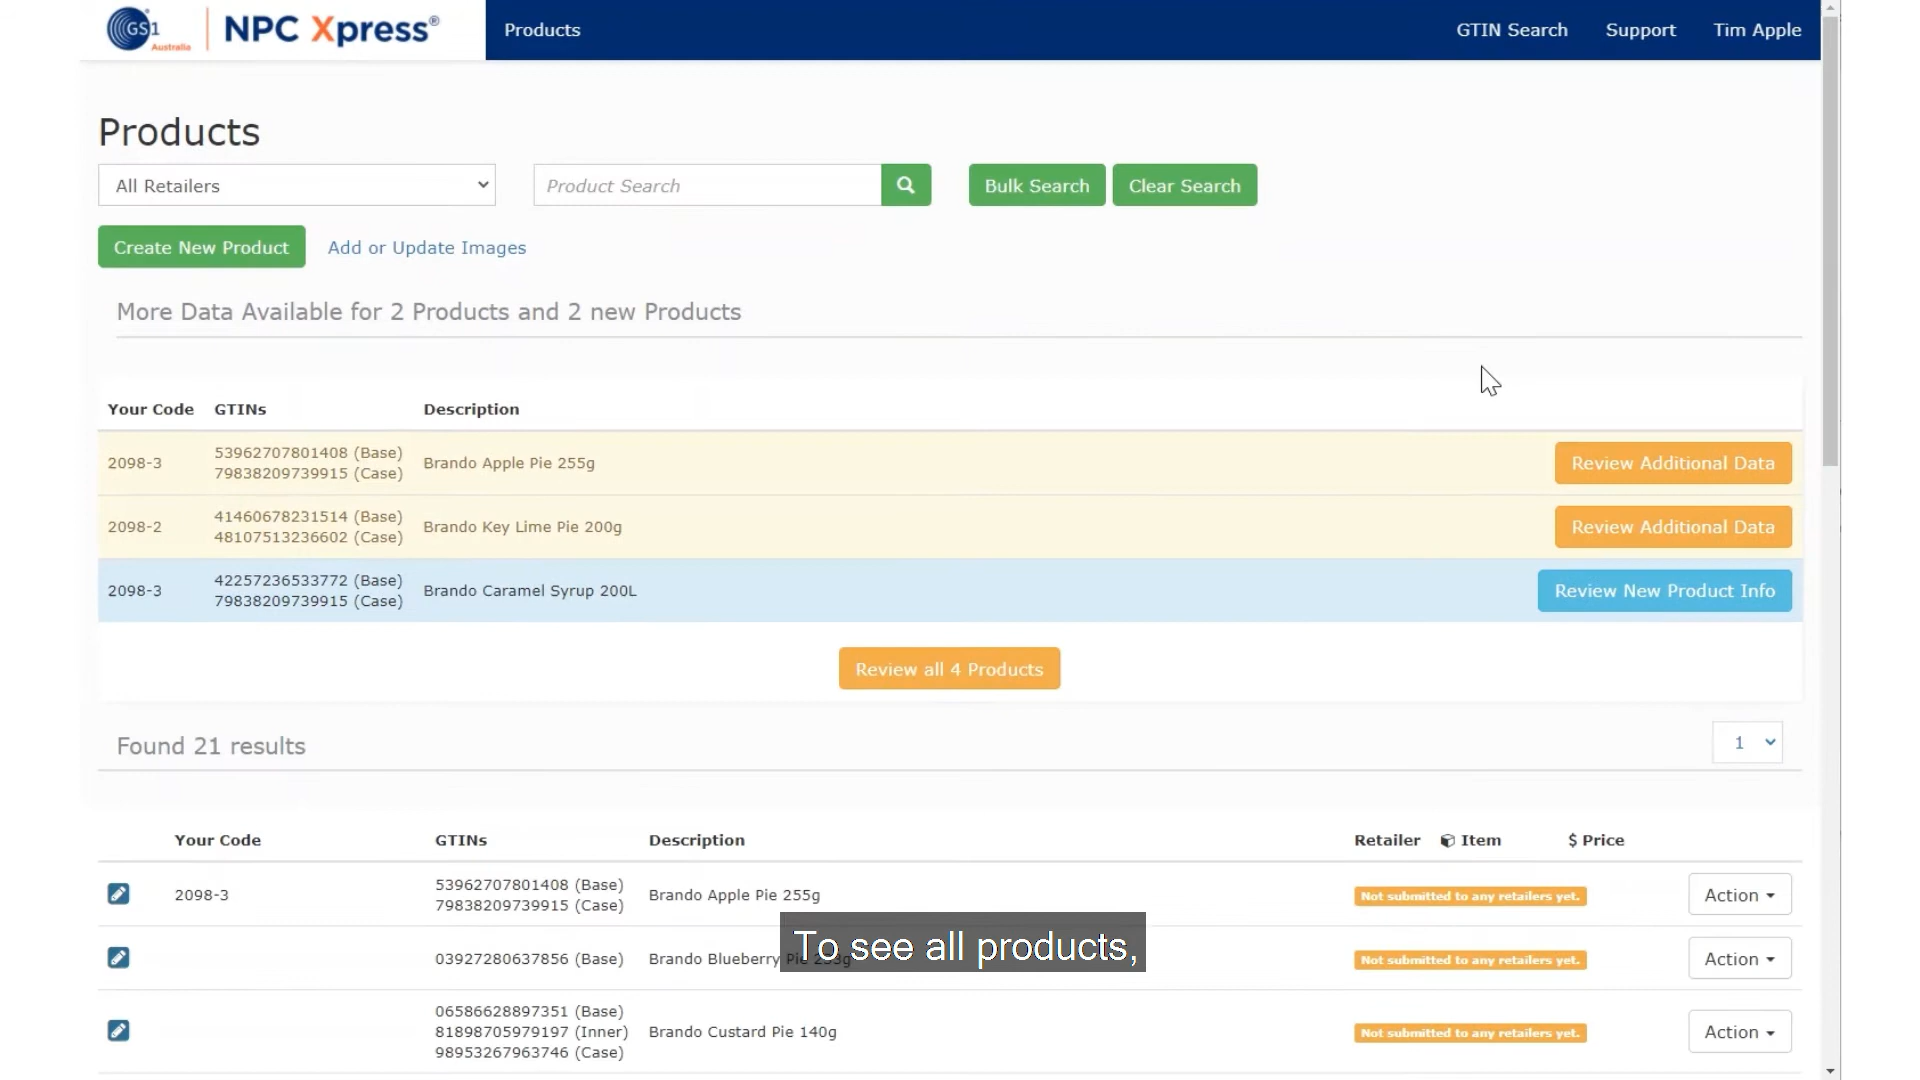 GS1 Australia NPC Xpress® Products GTIN Search Support Tim Apple
Products
All Retailers Product Search Bulk Search Clear Search
Create New Product Add or Update Images
More Data Available for 2 Products and 2 new Products
Your Code GTINs Description
53962707801408 (Base)
2098-3 Brando Apple Pie 255g Review Additional Data
79838209739915 (Case)
41460678231514 (Base)
2098-2 Brando Key Lime Pie 200g Review Additional Data
48107513236602 (Case)
42257236533772 (Base)
2098-3 Brando Caramel Syrup 200L Review New Product Info
79838209739915 (Case)
Review all 4 Products
Found 21 results 1
Your Code GTINs Description Retailer Item $ Price
53962707801408 (Base)
2098-3 Brando Apple Pie 255g Not submitted to any retailers yet. Action
79838209739915 (Case)
03927280637856 (Base) Brando Blueberry Not submitted to any retailers yet. Action
To see all products,
06586628897351 (Base)
81898705979197 (Inner) Brando Custard Pie 140g Not submitted to any retailers yet. Action
98953267963746 (Case)